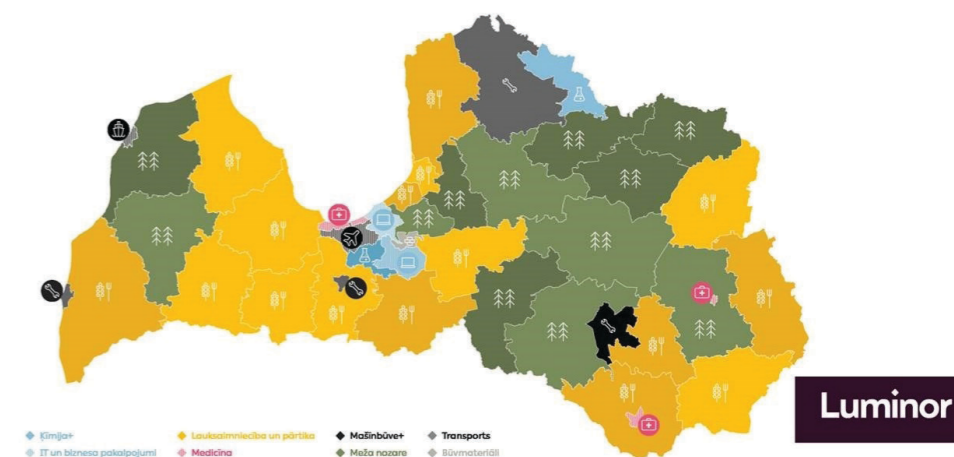 Ķīmija+
Lauksaimniecība un pārtika
Mašīnbūve+
Transports
IT un biznesa pakalpojumi
Medicīna
Meža nozare
Būvmateriāli
Luminor